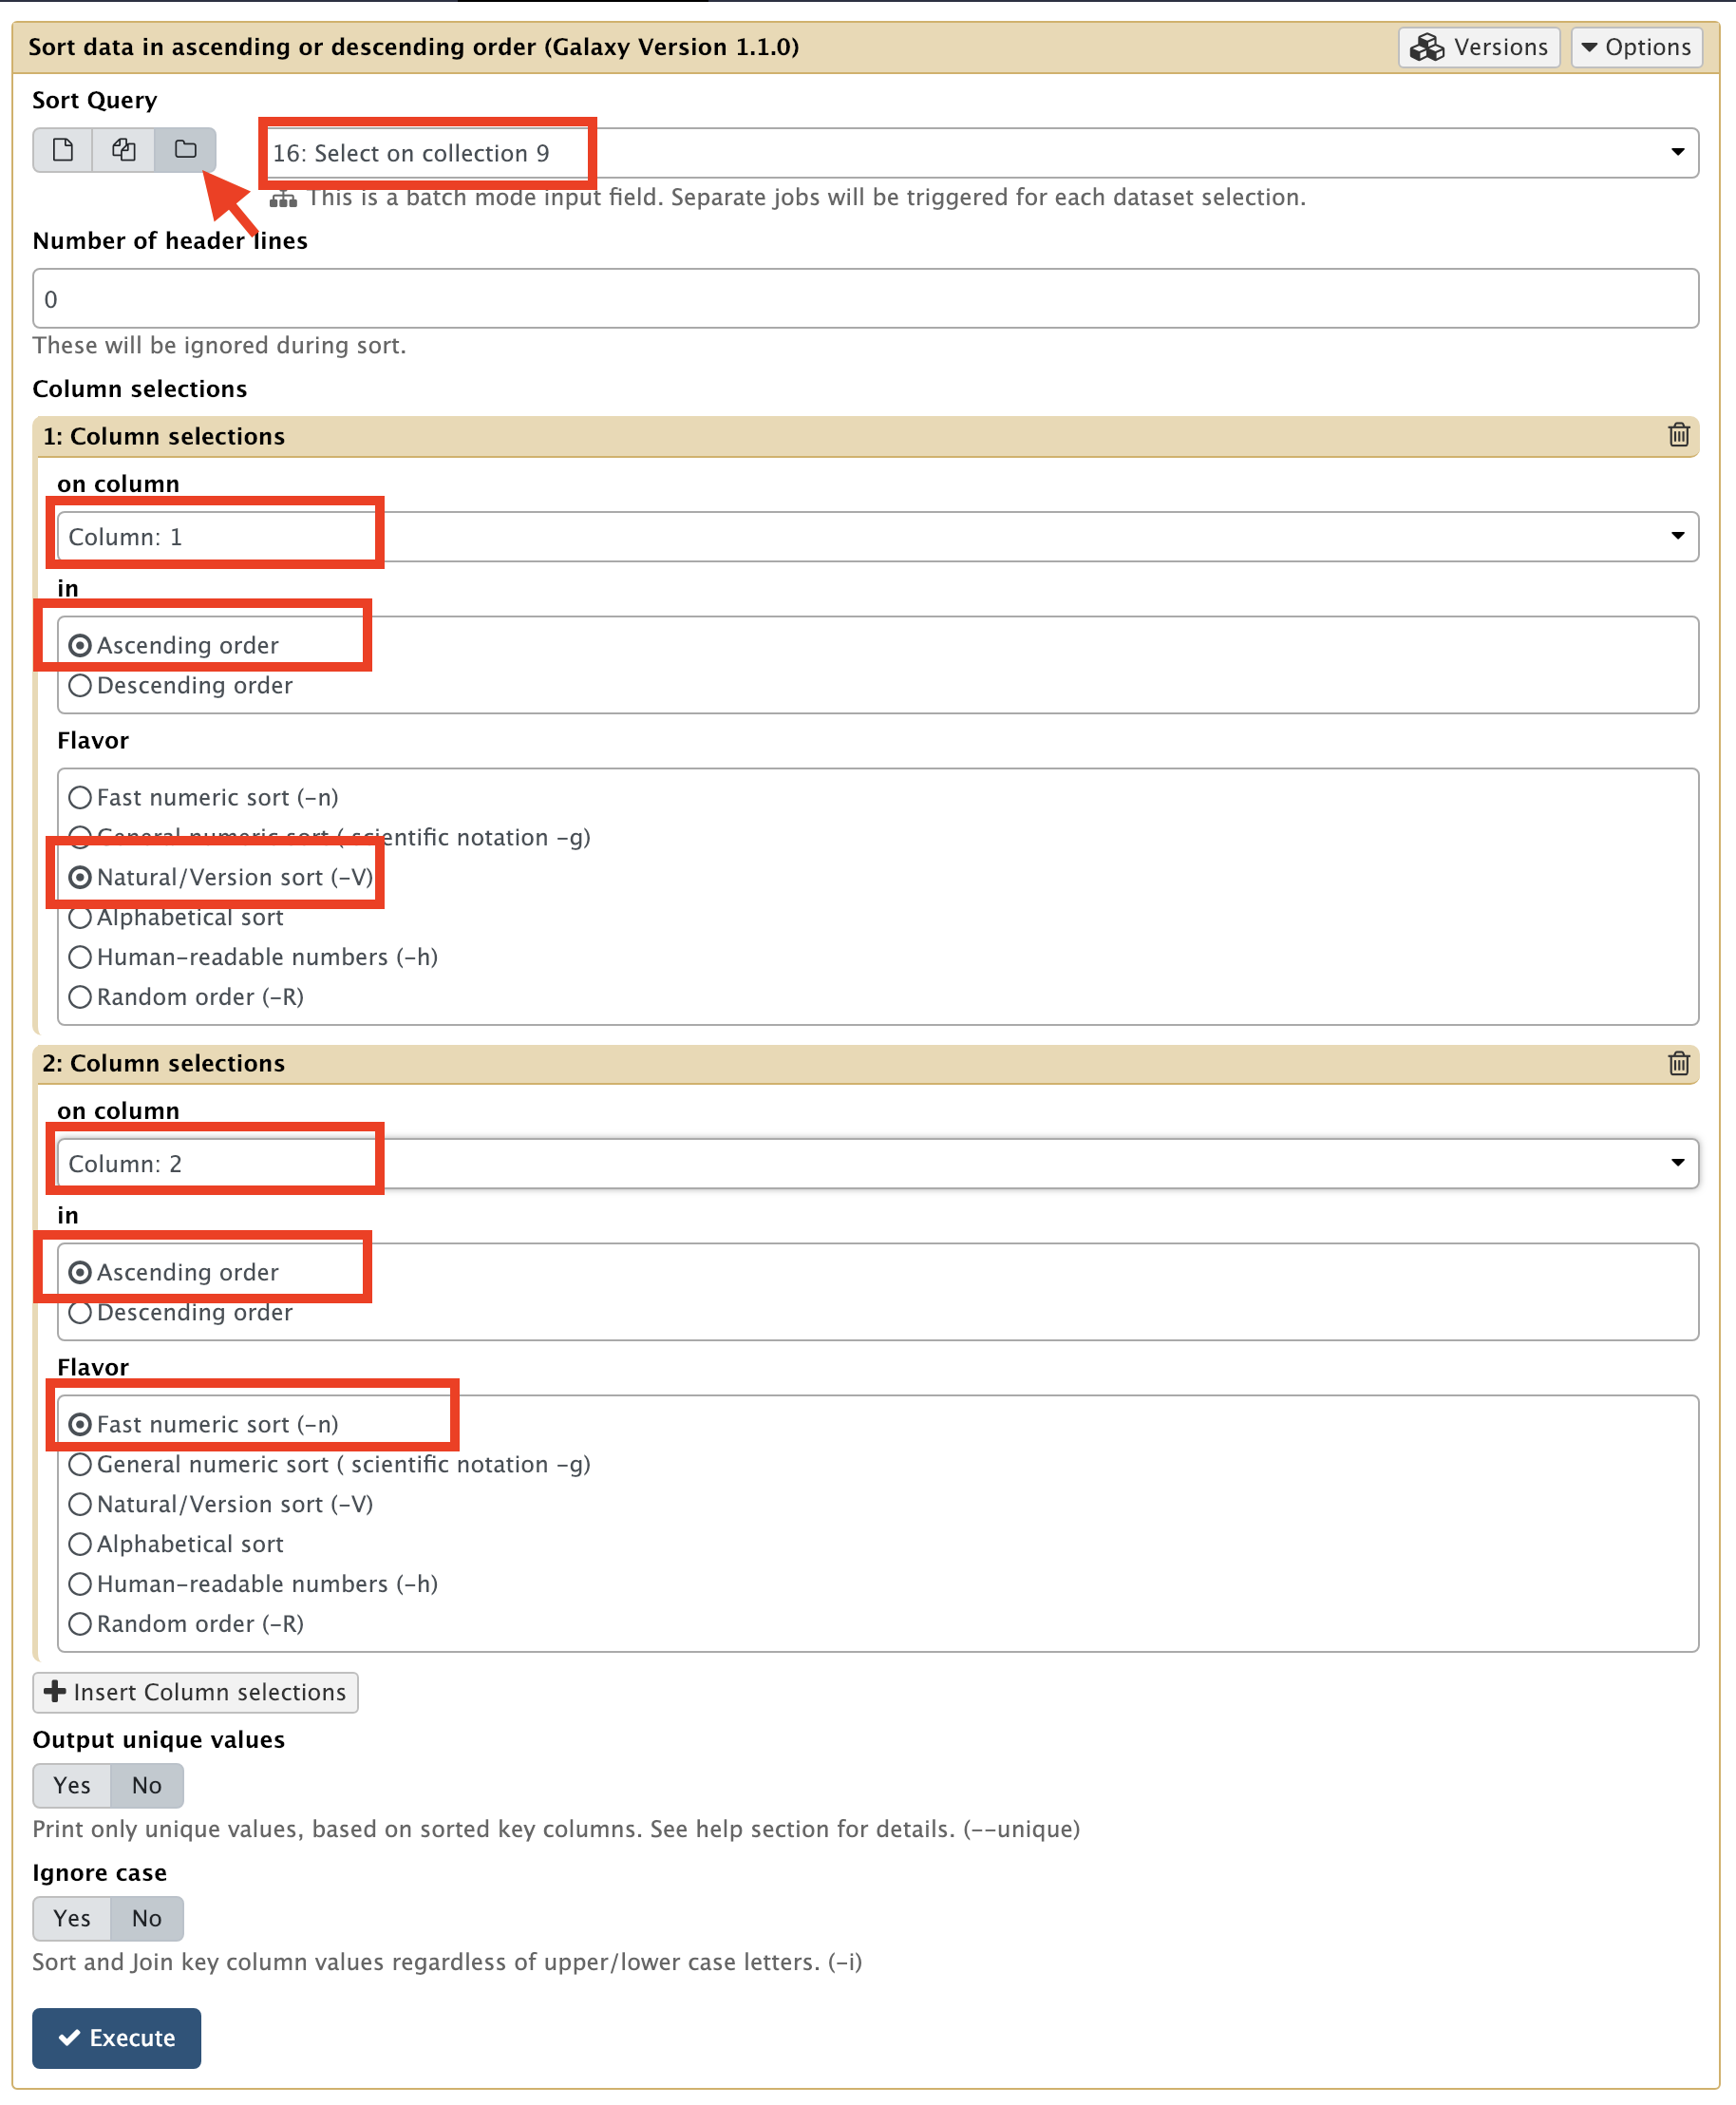 Sort data in ascending or descending order (Galaxy Version 1.1.0) Versions Options
Sort Query
16: Select on collection 9
This is a batch mode input field. Separate jobs will be triggered for each dataset selection.
Number of header lines
0
These will be ignored during sort.
Column selections
1: Column selections
on column
Column: 1
in
Ascending order
Descending order
Flavor
Fast numeric sort (-n)
General numeric sort ( scientific notation -g)
Natural/Version sort (-V)
Alphabetical sort
Human-readable numbers (-h)
Random order (-R)
2: Column selections
on column
Column: 2
in
Ascending order
Descending order
Flavor
Fast numeric sort (-n)
General numeric sort ( scientific notation -g)
Natural/Version sort (-V)
Alphabetical sort
Human-readable numbers (-h)
Random order (-R)
Insert Column selections
Output unique values
Yes No
Print only unique values, based on sorted key columns. See help section for details. (--unique)
Ignore case
Yes No
Sort and Join key column values regardless of upper/lower case letters. (-i)
Execute